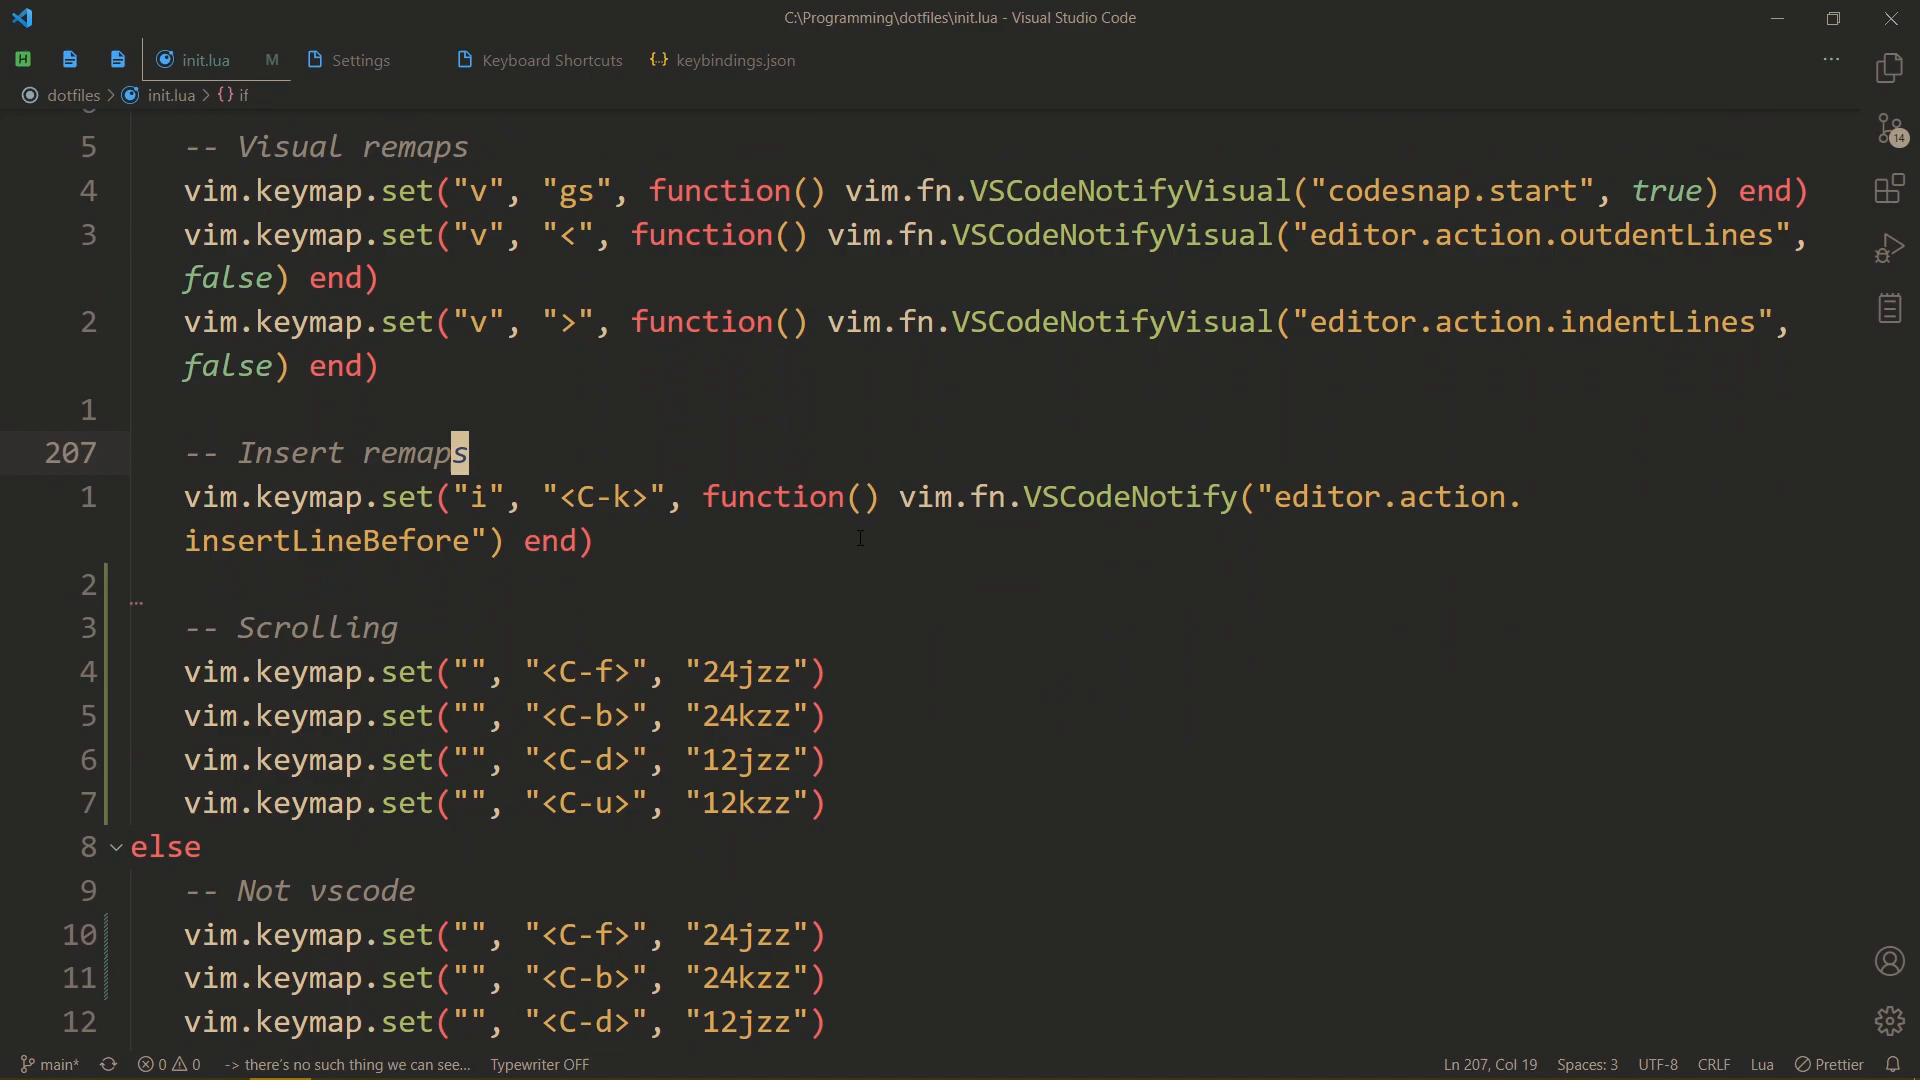 C:\Programming\dotfiles\init.lua - Visual Studio Code
init.lua M Settings Keyboard Shortcuts {..} keybindings.json ...
dotfiles > init.lua > {} if
14
5 -- Visual remaps
4 vim.keymap.set("v", "gs", function() vim.fn.VSCodeNotifyVisual("codesnap.start", true) end)
3 vim.keymap.set("v", "<", function() vim.fn.VSCodeNotifyVisual("editor.action.outdentLines",
false) end)
2 vim.keymap.set("v", ">", function() vim.fn.VSCodeNotifyVisual("editor.action.indentLines",
false) end)
1
207 -- Insert remaps
1 vim.keymap.set("i", "<C-k>", function() vim.fn.VSCodeNotify("editor.action.
insertLineBefore") end)
2
3 -- Scrolling
4 vim.keymap.set("", "<C-f>", "24jzz")
5 vim.keymap.set("", "<C-b>", "24kzz")
6 vim.keymap.set("", "<C-d>", "12jzz")
7 vim.keymap.set("", "<C-u>", "12kzz")
8 else
9 -- Not vscode
10 vim.keymap.set("", "<C-f>", "24jzz")
11 vim.keymap.set("", "<C-b>", "24kzz")
12 vim.keymap.set("", "<C-d>", "12jzz")
main* 0 0 -> there's no such thing we can see... Typewriter OFF Ln 207, Col 19 Spaces: 3 UTF-8 CRLF Lua Prettier